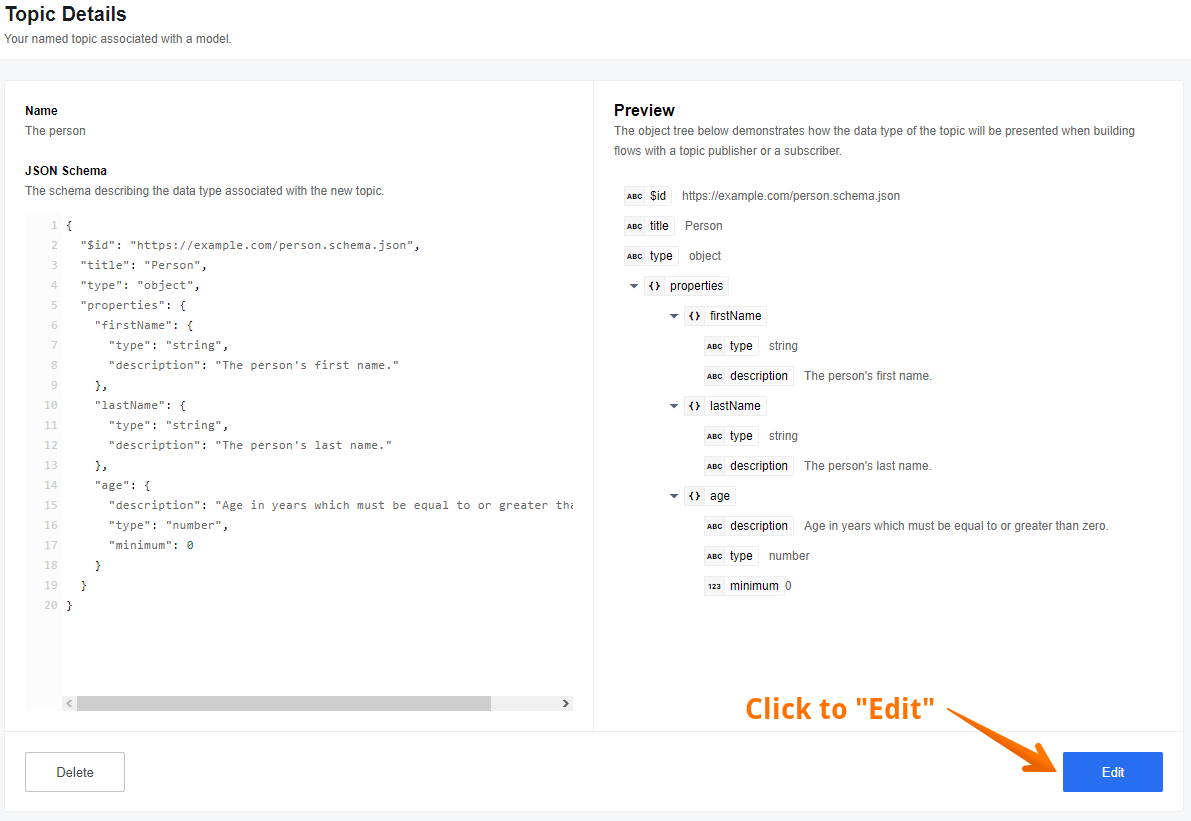 Topic Details
Your named topic associated with a model.
Name
The person
JSON Schema
The schema describing the data type associated with the new topic.
1 {
2 "$id": "https://example.com/person.schema.json",
3 "title": "Person",
4 "type": "object",
5 "properties": {
6 "firstName": {
7 "type": "string",
8 "description": "The person's first name."
9 },
10 "lastName": {
11 "type": "string",
12 "description": "The person's last name."
13 },
14 "age": {
15 "description": "Age in years which must be equal to or greater tha
16 "type": "number",
17 "minimum": 0
18 }
19 }
20 }
Delete
Preview
The object tree below demonstrates how the data type of the topic will be presented when building
flows with a topic publisher or a subscriber.
ABC $id https://example.com/person.schema.json
ABC title Person
ABC type object
{} properties
{} firstName
ABC type string
ABC description The person's first name.
{} lastName
ABC type string
ABC description The person's last name.
{} age
ABC description Age in years which must be equal to or greater than zero.
ABC type number
123 minimum 0
Click to "Edit"
Edit